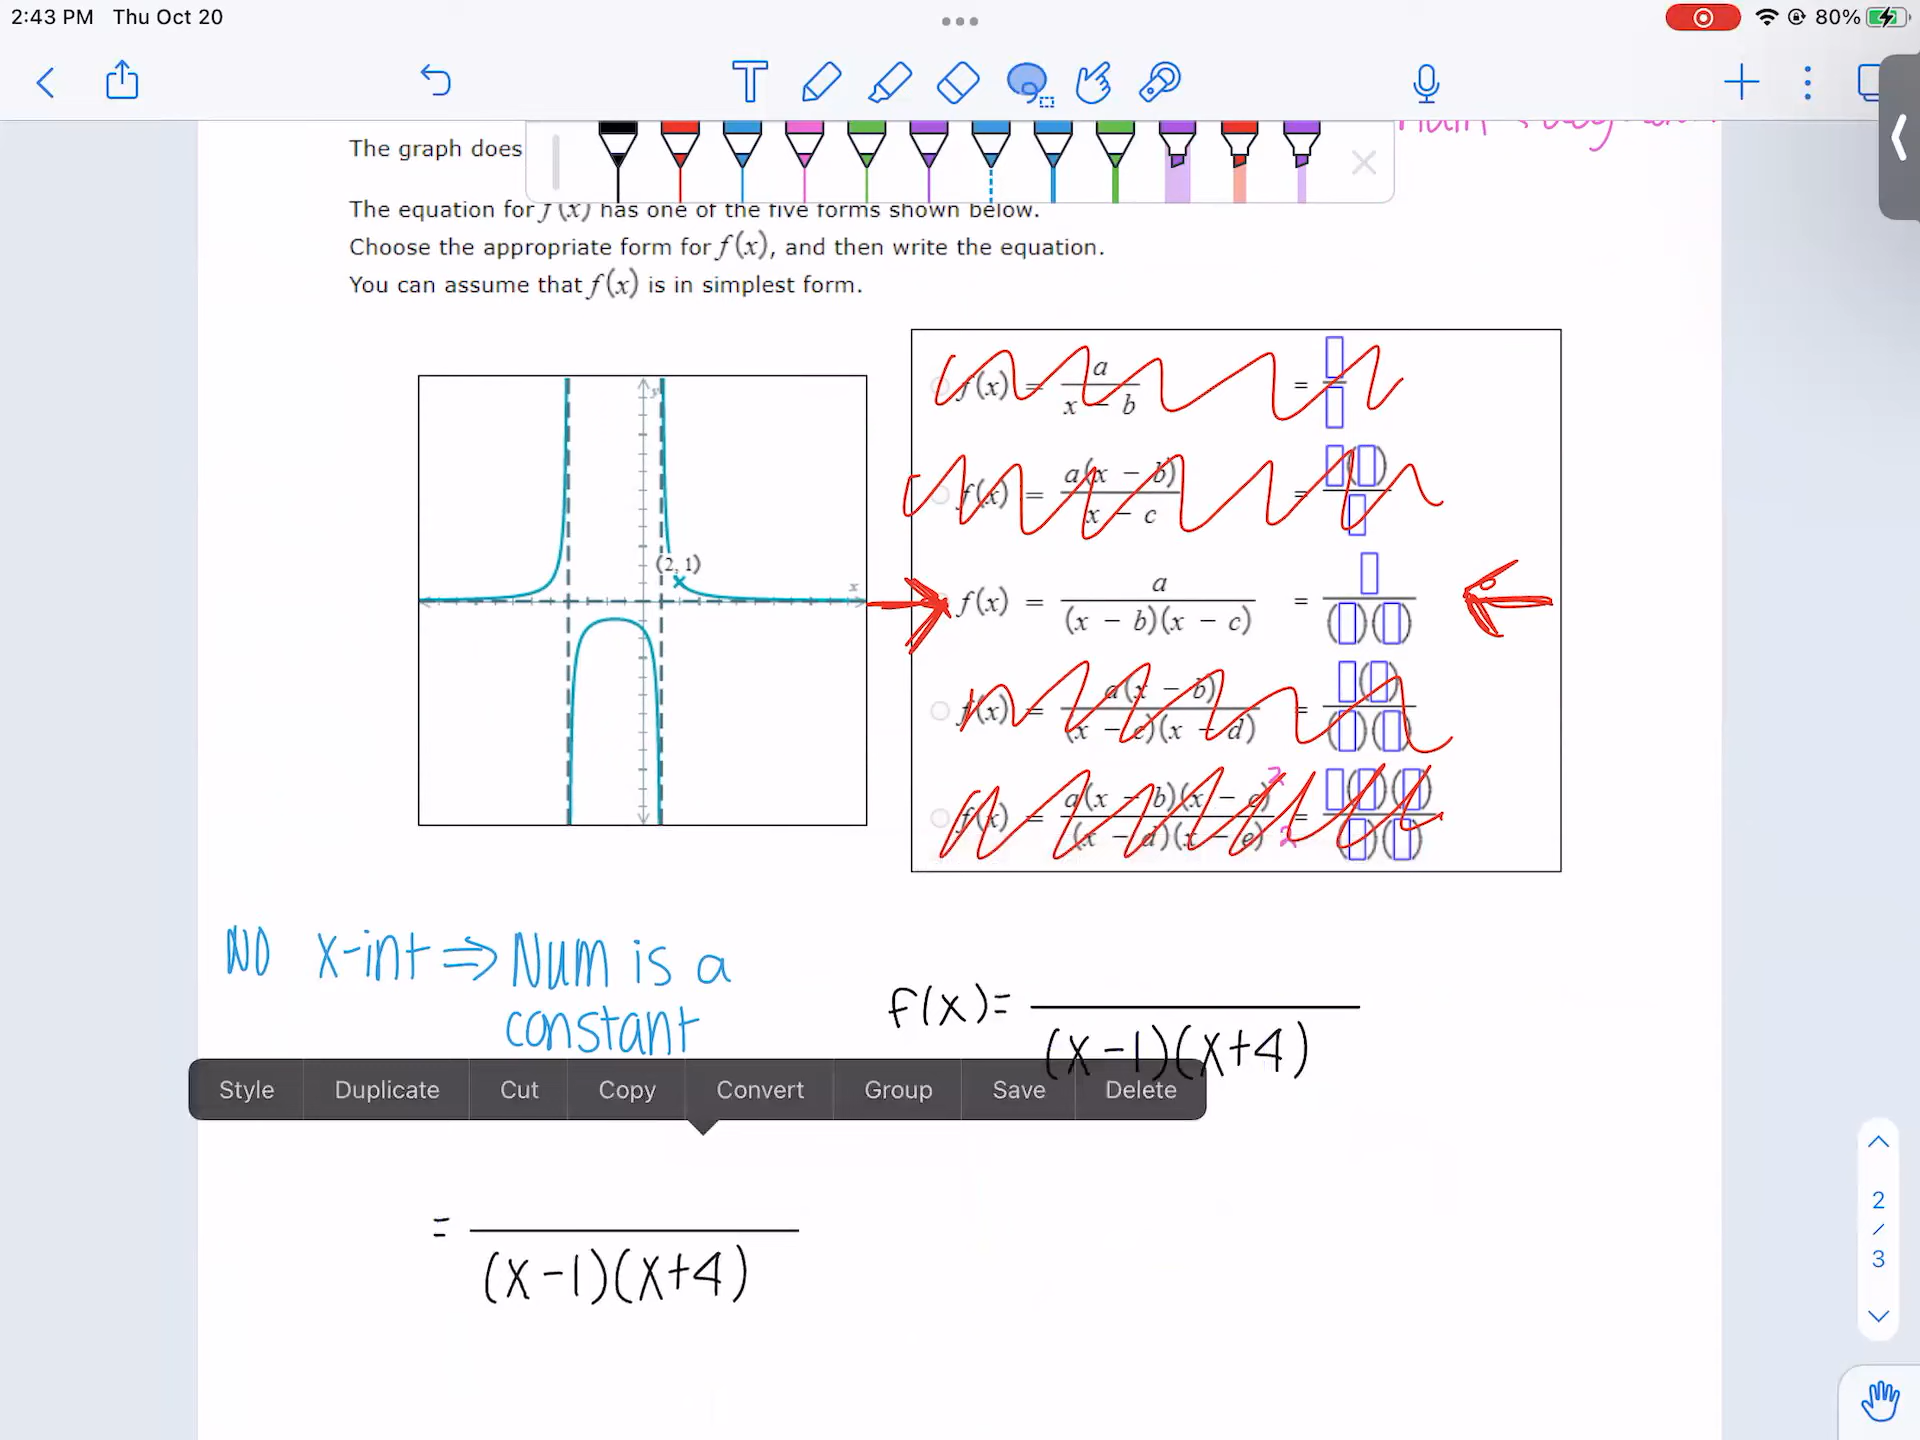 2:43 PM Thu Oct 20
80%
The graph does
The equation for f(x) has one of the five forms shown below.
Choose the appropriate form for f(x), and then write the equation.
You can assume that f(x) is in simplest form.
y
(2, 1)
x
f(x) = a / (x − b) =
f(x) = a(x − b) / (x − c) =
f(x) = a / ((x − b)(x − c)) =
f(x) = a(x − b) / ((x − c)(x − d)) =
f(x) = a(x − b)(x − c) / ((x − d)(x − e)) =
2
2
NO x-int ⇒ Num is a
constant
f(x) = / (x−1)(x+4)
Style Duplicate Cut Copy Convert Group Save Delete
= / (x−1)(x+4)
2
/
3